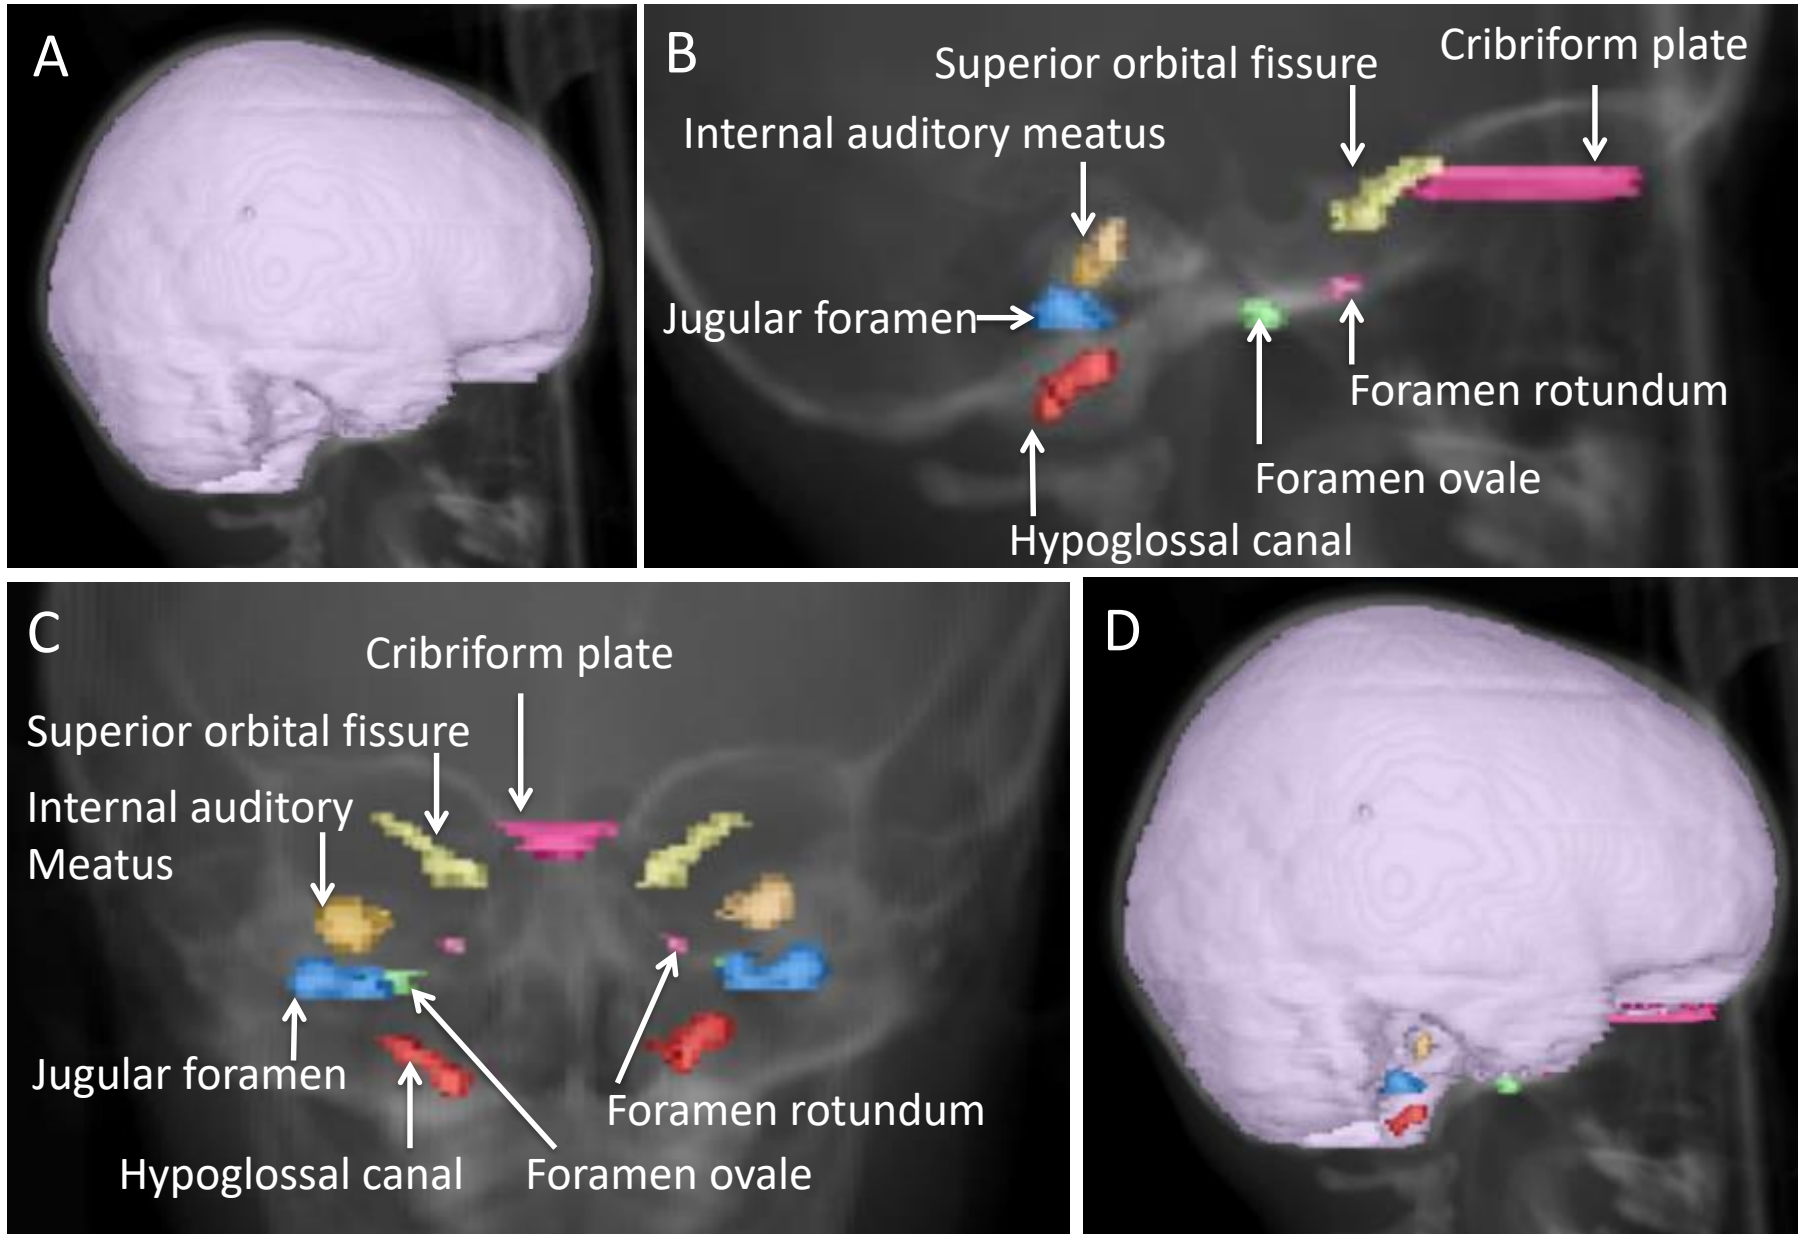 A
B
Superior orbital fissure
Cribriform plate
Internal auditory meatus
Jugular foramen
Foramen rotundum
Foramen ovale
Hypoglossal canal
C
Cribriform plate
Superior orbital fissure
Internal auditory
Meatus
Jugular foramen
Foramen rotundum
Hypoglossal canal
Foramen ovale
D